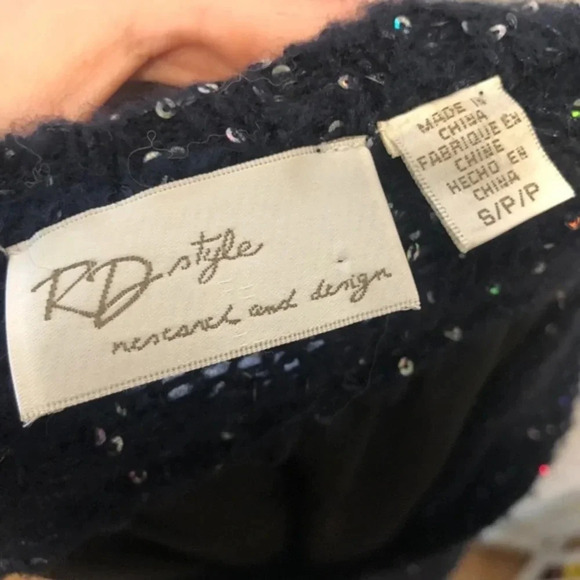 RD style
research and design
MADE IN
CHINA
FABRIQUE EN
CHINE
HECHO EN
CHINA
S/P/P